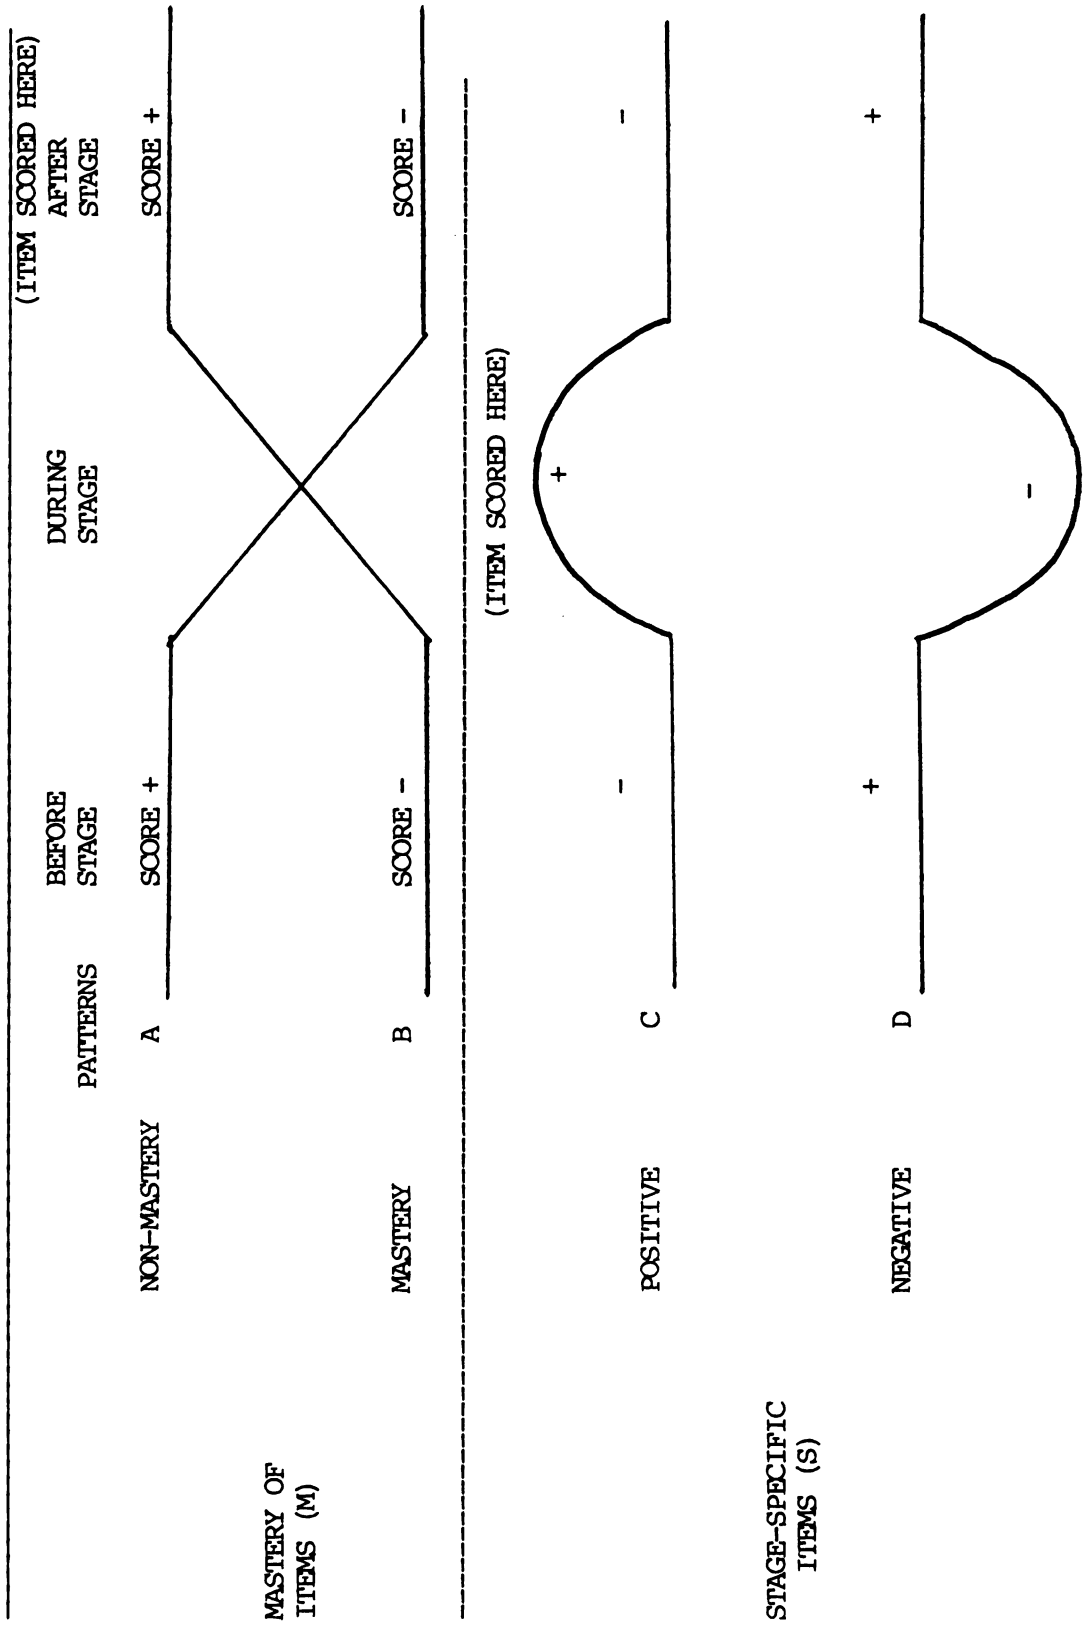 (ITEM SCORED HERE)
PATTERNS
BEFORE
STAGE
DURING
STAGE
AFTER
STAGE
MASTERY OF
ITEMS (M)
NON-MASTERY
A
SCORE +
SCORE +
MASTERY
B
SCORE -
SCORE -
(ITEM SCORED HERE)
STAGE-SPECIFIC
ITEMS (S)
POSITIVE
C
-
+
-
NEGATIVE
D
+
-
+